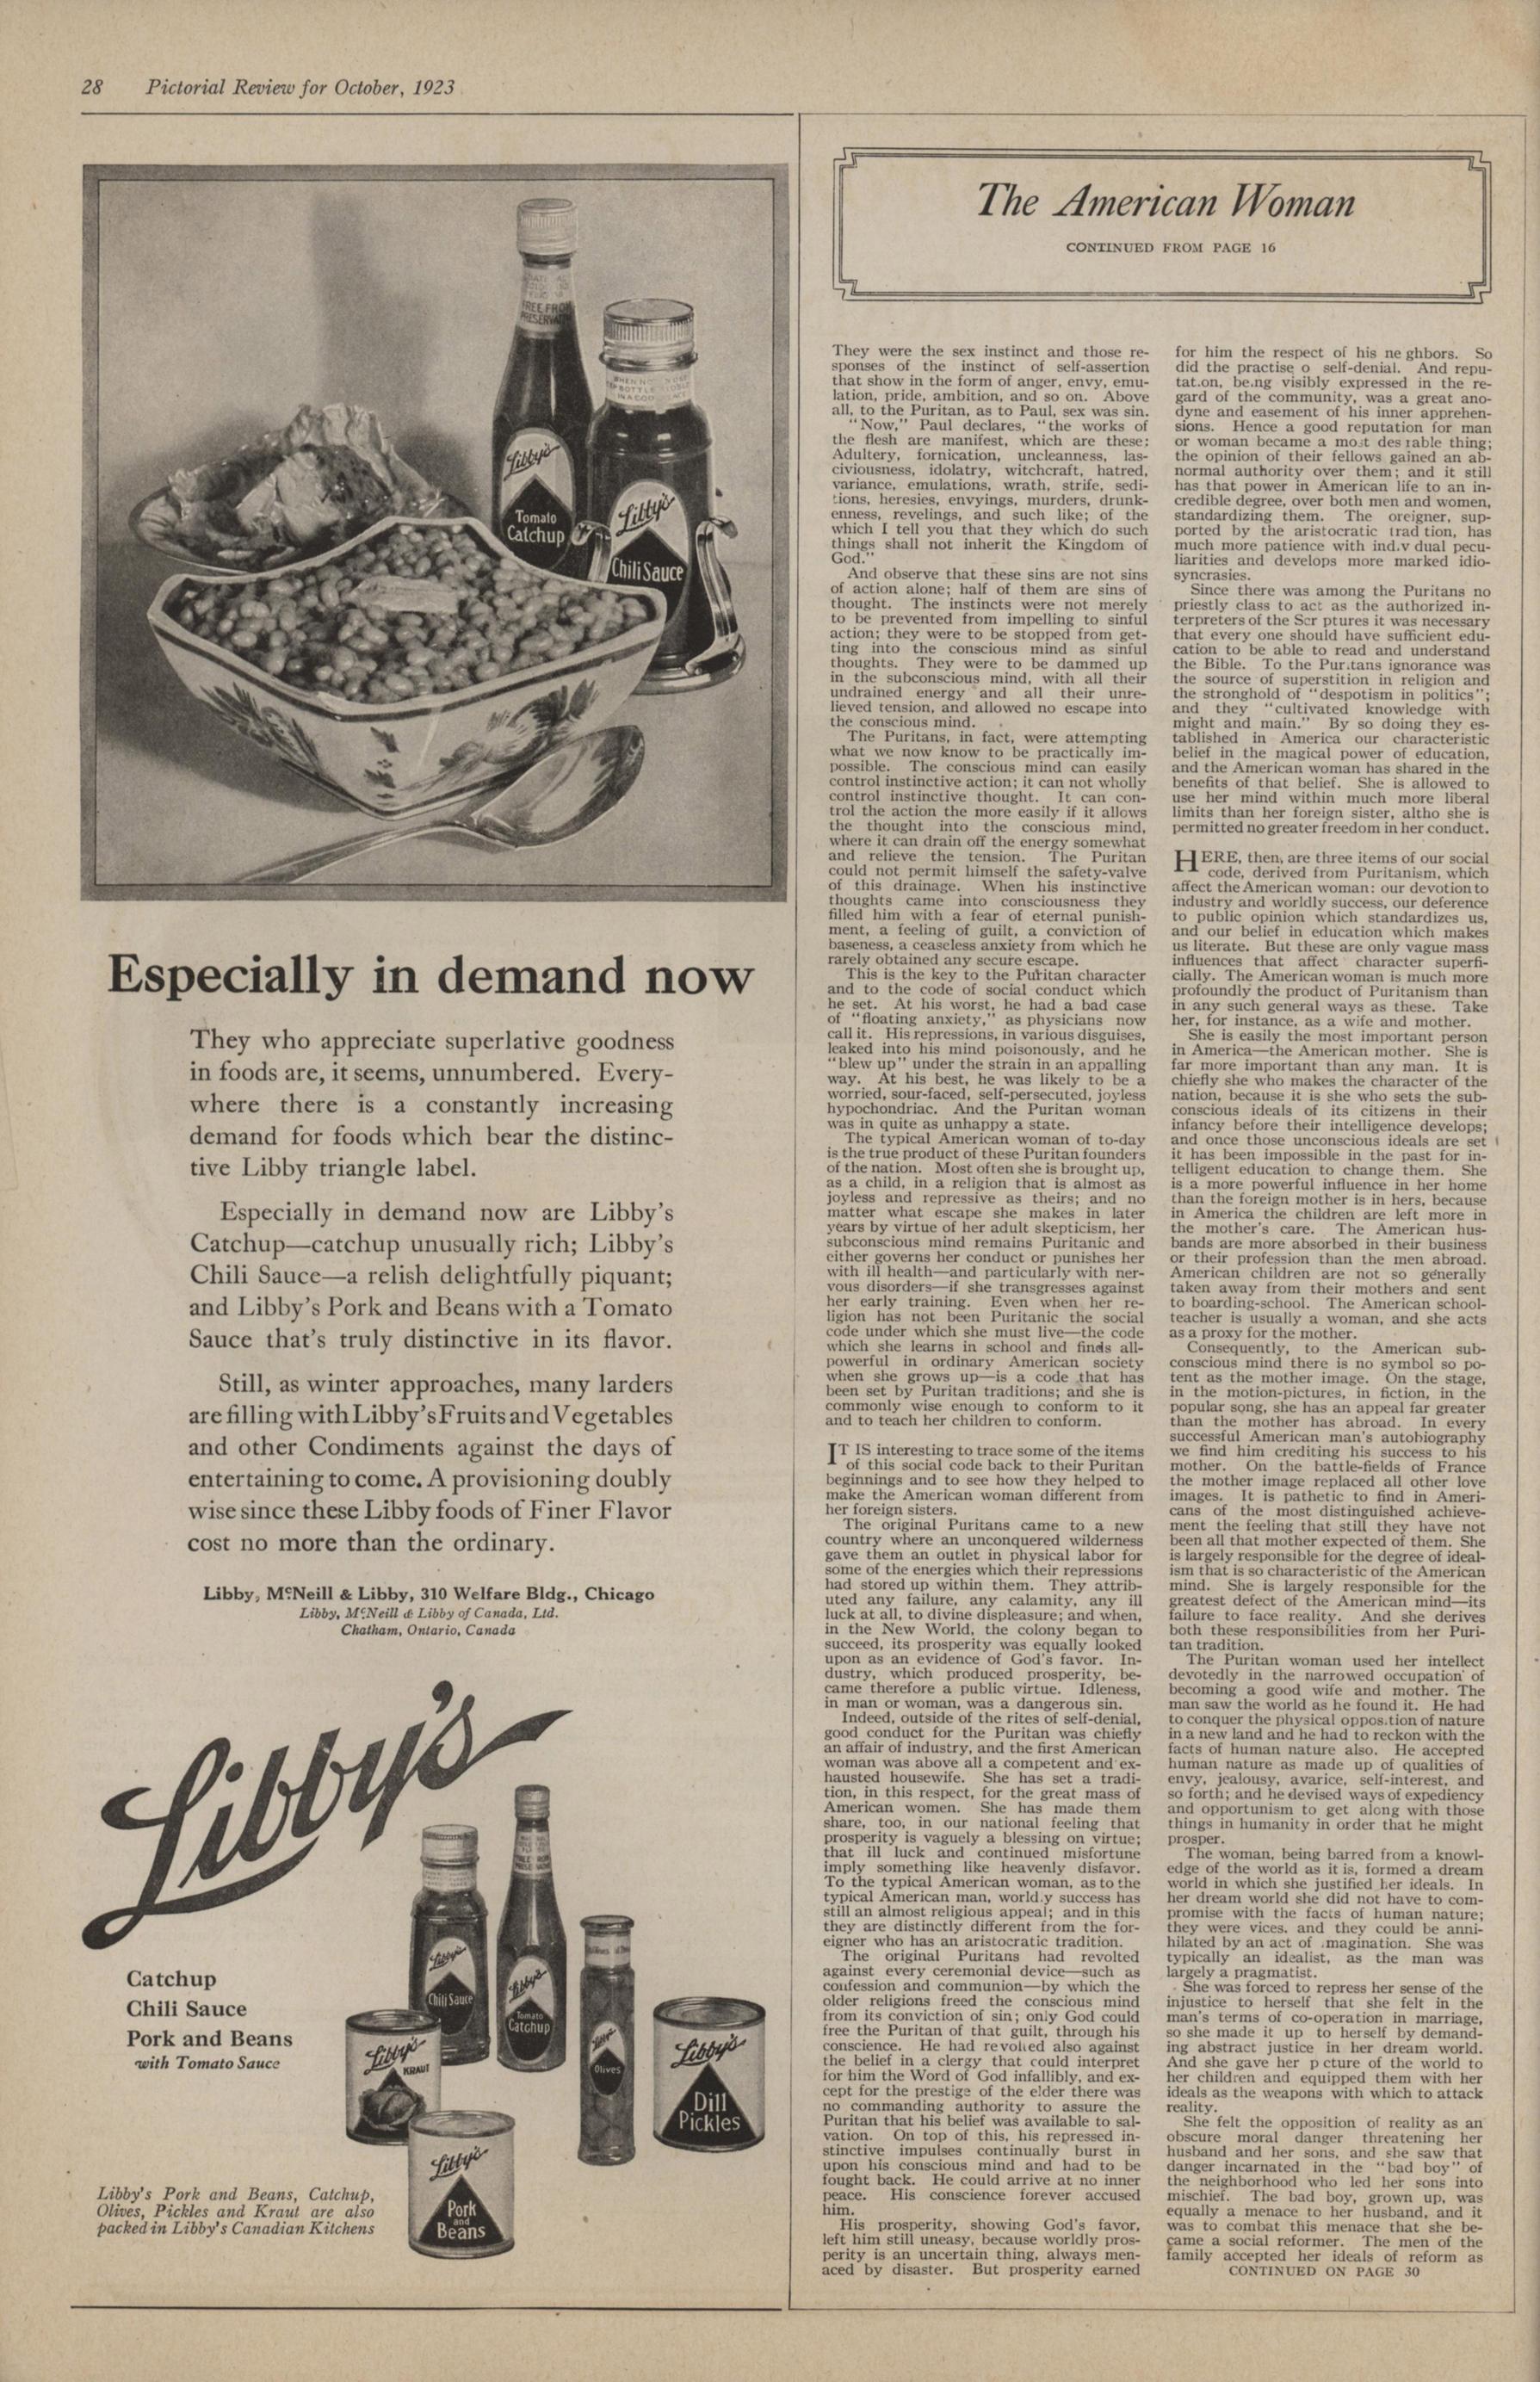 28 Pictorial Review for October, 1923
FREE FROM
PRESERVATIVE
Libby's
Tomato
Catchup
Libby's
Chili Sauce
Especially in demand now
They who appreciate superlative goodness
in foods are, it seems, unnumbered. Every-
where there is a constantly increasing
demand for foods which bear the distinc-
tive Libby triangle label.
Especially in demand now are Libby's
Catchup—catchup unusually rich; Libby's
Chili Sauce—a relish delightfully piquant;
and Libby's Pork and Beans with a Tomato
Sauce that's truly distinctive in its flavor.
Still, as winter approaches, many larders
are filling with Libby's Fruits and Vegetables
and other Condiments against the days of
entertaining to come. A provisioning doubly
wise since these Libby foods of Finer Flavor
cost no more than the ordinary.
Libby, McNeill & Libby, 310 Welfare Bldg., Chicago
Libby, McNeill & Libby of Canada, Ltd.
Chatham, Ontario, Canada
Libby's
Catchup
Chili Sauce
Pork and Beans
with Tomato Sauce
Libby's
Chili Sauce
Libby's
Tomato
Catchup
Libby's
KRAUT
Libby's
Olives
Libby's
Dill
Pickles
Libby's
Pork
and
Beans
Libby's Pork and Beans, Catchup,
Olives, Pickles and Kraut are also
packed in Libby's Canadian Kitchens
The American Woman
CONTINUED FROM PAGE 16
They were the sex instinct and those re-
sponses of the instinct of self-assertion
that show in the form of anger, envy, emu-
lation, pride, ambition, and so on. Above
all, to the Puritan, as to Paul, sex was sin.
"Now," Paul declares, "the works of
the flesh are manifest, which are these:
Adultery, fornication, uncleanness, las-
civiousness, idolatry, witchcraft, hatred,
variance, emulations, wrath, strife, sedi-
tions, heresies, envyings, murders, drunk-
enness, revelings, and such like; of the
which I tell you that they which do such
things shall not inherit the Kingdom of
God."
And observe that these sins are not sins
of action alone; half of them are sins of
thought. The instincts were not merely
to be prevented from impelling to sinful
action; they were to be stopped from get-
ting into the conscious mind as sinful
thoughts. They were to be dammed up
in the subconscious mind, with all their
undrained energy and all their unre-
lieved tension, and allowed no escape into
the conscious mind.
The Puritans, in fact, were attempting
what we now know to be practically im-
possible. The conscious mind can easily
control instinctive action; it can not wholly
control instinctive thought. It can con-
trol the action the more easily if it allows
the thought into the conscious mind,
where it can drain off the energy somewhat
and relieve the tension. The Puritan
could not permit himself the safety-valve
of this drainage. When his instinctive
thoughts came into consciousness they
filled him with a fear of eternal punish-
ment, a feeling of guilt, a conviction of
baseness, a ceaseless anxiety from which he
rarely obtained any secure escape.
This is the key to the Puritan character
and to the code of social conduct which
he set. At his worst, he had a bad case
of "floating anxiety," as physicians now
call it. His repressions, in various disguises,
leaked into his mind poisonously, and he
"blew up" under the strain in an appalling
way. At his best, he was likely to be a
worried, sour-faced, self-persecuted, joyless
hypochondriac. And the Puritan woman
was in quite as unhappy a state.
The typical American woman of to-day
is the true product of these Puritan founders
of the nation. Most often she is brought up,
as a child, in a religion that is almost as
joyless and repressive as theirs; and no
matter what escape she makes in later
years by virtue of her adult skepticism, her
subconscious mind remains Puritanic and
either governs her conduct or punishes her
with ill health—and particularly with ner-
vous disorders—if she transgresses against
her early training. Even when her re-
ligion has not been Puritanic the social
code under which she must live—the code
which she learns in school and finds all-
powerful in ordinary American society
when she grows up—is a code that has
been set by Puritan traditions; and she is
commonly wise enough to conform to it
and to teach her children to conform.
IT IS interesting to trace some of the items
of this social code back to their Puritan
beginnings and to see how they helped to
make the American woman different from
her foreign sisters.
The original Puritans came to a new
country where an unconquered wilderness
gave them an outlet in physical labor for
some of the energies which their repressions
had stored up within them. They attrib-
uted any failure, any calamity, any ill
luck at all, to divine displeasure; and when,
in the New World, the colony began to
succeed, its prosperity was equally looked
upon as an evidence of God's favor. In-
dustry, which produced prosperity, be-
came therefore a public virtue. Idleness,
in man or woman, was a dangerous sin.
Indeed, outside of the rites of self-denial,
good conduct for the Puritan was chiefly
an affair of industry, and the first American
woman was above all a competent and ex-
hausted housewife. She has set a tradi-
tion, in this respect, for the great mass of
American women. She has made them
share, too, in our national feeling that
prosperity is vaguely a blessing on virtue;
that ill luck and continued misfortune
imply something like heavenly disfavor.
To the typical American woman, as to the
typical American man, world.y success has
still an almost religious appeal; and in this
they are distinctly different from the for-
eigner who has an aristocratic tradition.
The original Puritans had revolted
against every ceremonial device—such as
confession and communion—by which the
older religions freed the conscious mind
from its conviction of sin; only God could
free the Puritan of that guilt, through his
conscience. He had revolted also against
the belief in a clergy that could interpret
for him the Word of God infallibly, and ex-
cept for the prestige of the elder there was
no commanding authority to assure the
Puritan that his belief was available to sal-
vation. On top of this, his repressed in-
stinctive impulses continually burst in
upon his conscious mind and had to be
fought back. He could arrive at no inner
peace. His conscience forever accused
him.
His prosperity, showing God's favor,
left him still uneasy, because worldly pros-
perity is an uncertain thing, always men-
aced by disaster. But prosperity earned
for him the respect of his ne ghbors. So
did the practise o self-denial. And repu-
tat.on, be.ng visibly expressed in the re-
gard of the community, was a great ano-
dyne and easement of his inner apprehen-
sions. Hence a good reputation for man
or woman became a most des rable thing;
the opinion of their fellows gained an ab-
normal authority over them; and it still
has that power in American life to an in-
credible degree, over both men and women,
standardizing them. The oreigner, sup-
ported by the aristocratic trad tion, has
much more patience with ind.v dual pecu-
liarities and develops more marked idio-
syncrasies.
Since there was among the Puritans no
priestly class to act as the authorized in-
terpreters of the Scr ptures it was necessary
that every one should have sufficient edu-
cation to be able to read and understand
the Bible. To the Pur.tans ignorance was
the source of superstition in religion and
the stronghold of "despotism in politics";
and they "cultivated knowledge with
might and main." By so doing they es-
tablished in America our characteristic
belief in the magical power of education,
and the American woman has shared in the
benefits of that belief. She is allowed to
use her mind within much more liberal
limits than her foreign sister, altho she is
permitted no greater freedom in her conduct.
HERE, then, are three items of our social
code, derived from Puritanism, which
affect the American woman: our devotion to
industry and worldly success, our deference
to public opinion which standardizes us,
and our belief in education which makes
us literate. But these are only vague mass
influences that affect character superfi-
cially. The American woman is much more
profoundly the product of Puritanism than
in any such general ways as these. Take
her, for instance, as a wife and mother.
She is easily the most important person
in America—the American mother. She is
far more important than any man. It is
chiefly she who makes the character of the
nation, because it is she who sets the sub-
conscious ideals of its citizens in their
infancy before their intelligence develops;
and once those unconscious ideals are set
it has been impossible in the past for in-
telligent education to change them. She
is a more powerful influence in her home
than the foreign mother is in hers, because
in America the children are left more in
the mother's care. The American hus-
bands are more absorbed in their business
or their profession than the men abroad.
American children are not so generally
taken away from their mothers and sent
to boarding-school. The American school-
teacher is usually a woman, and she acts
as a proxy for the mother.
Consequently, to the American sub-
conscious mind there is no symbol so po-
tent as the mother image. On the stage,
in the motion-pictures, in fiction, in the
popular song, she has an appeal far greater
than the mother has abroad. In every
successful American man's autobiography
we find him crediting his success to his
mother. On the battle-fields of France
the mother image replaced all other love
images. It is pathetic to find in Ameri-
cans of the most distinguished achieve-
ment the feeling that still they have not
been all that mother expected of them. She
is largely responsible for the degree of ideal-
ism that is so characteristic of the American
mind. She is largely responsible for the
greatest defect of the American mind—its
failure to face reality. And she derives
both these responsibilities from her Puri-
tan tradition.
The Puritan woman used her intellect
devotedly in the narrowed occupation of
becoming a good wife and mother. The
man saw the world as he found it. He had
to conquer the physical oppos.tion of nature
in a new land and he had to reckon with the
facts of human nature also. He accepted
human nature as made up of qualities of
envy, jealousy, avarice, self-interest, and
so forth; and he devised ways of expediency
and opportunism to get along with those
things in humanity in order that he might
prosper.
The woman, being barred from a knowl-
edge of the world as it is, formed a dream
world in which she justified her ideals. In
her dream world she did not have to com-
promise with the facts of human nature;
they were vices, and they could be anni-
hilated by an act of .magination. She was
typically an idealist, as the man was
largely a pragmatist.
She was forced to repress her sense of the
injustice to herself that she felt in the
man's terms of co-operation in marriage,
so she made it up to herself by demand-
ing abstract justice in her dream world.
And she gave her p cture of the world to
her children and equipped them with her
ideals as the weapons with which to attack
reality.
She felt the opposition of reality as an
obscure moral danger threatening her
husband and her sons, and she saw that
danger incarnated in the "bad boy" of
the neighborhood who led her sons into
mischief. The bad boy, grown up, was
equally a menace to her husband, and it
was to combat this menace that she be-
came a social reformer. The men of the
family accepted her ideals of reform as
CONTINUED ON PAGE 30